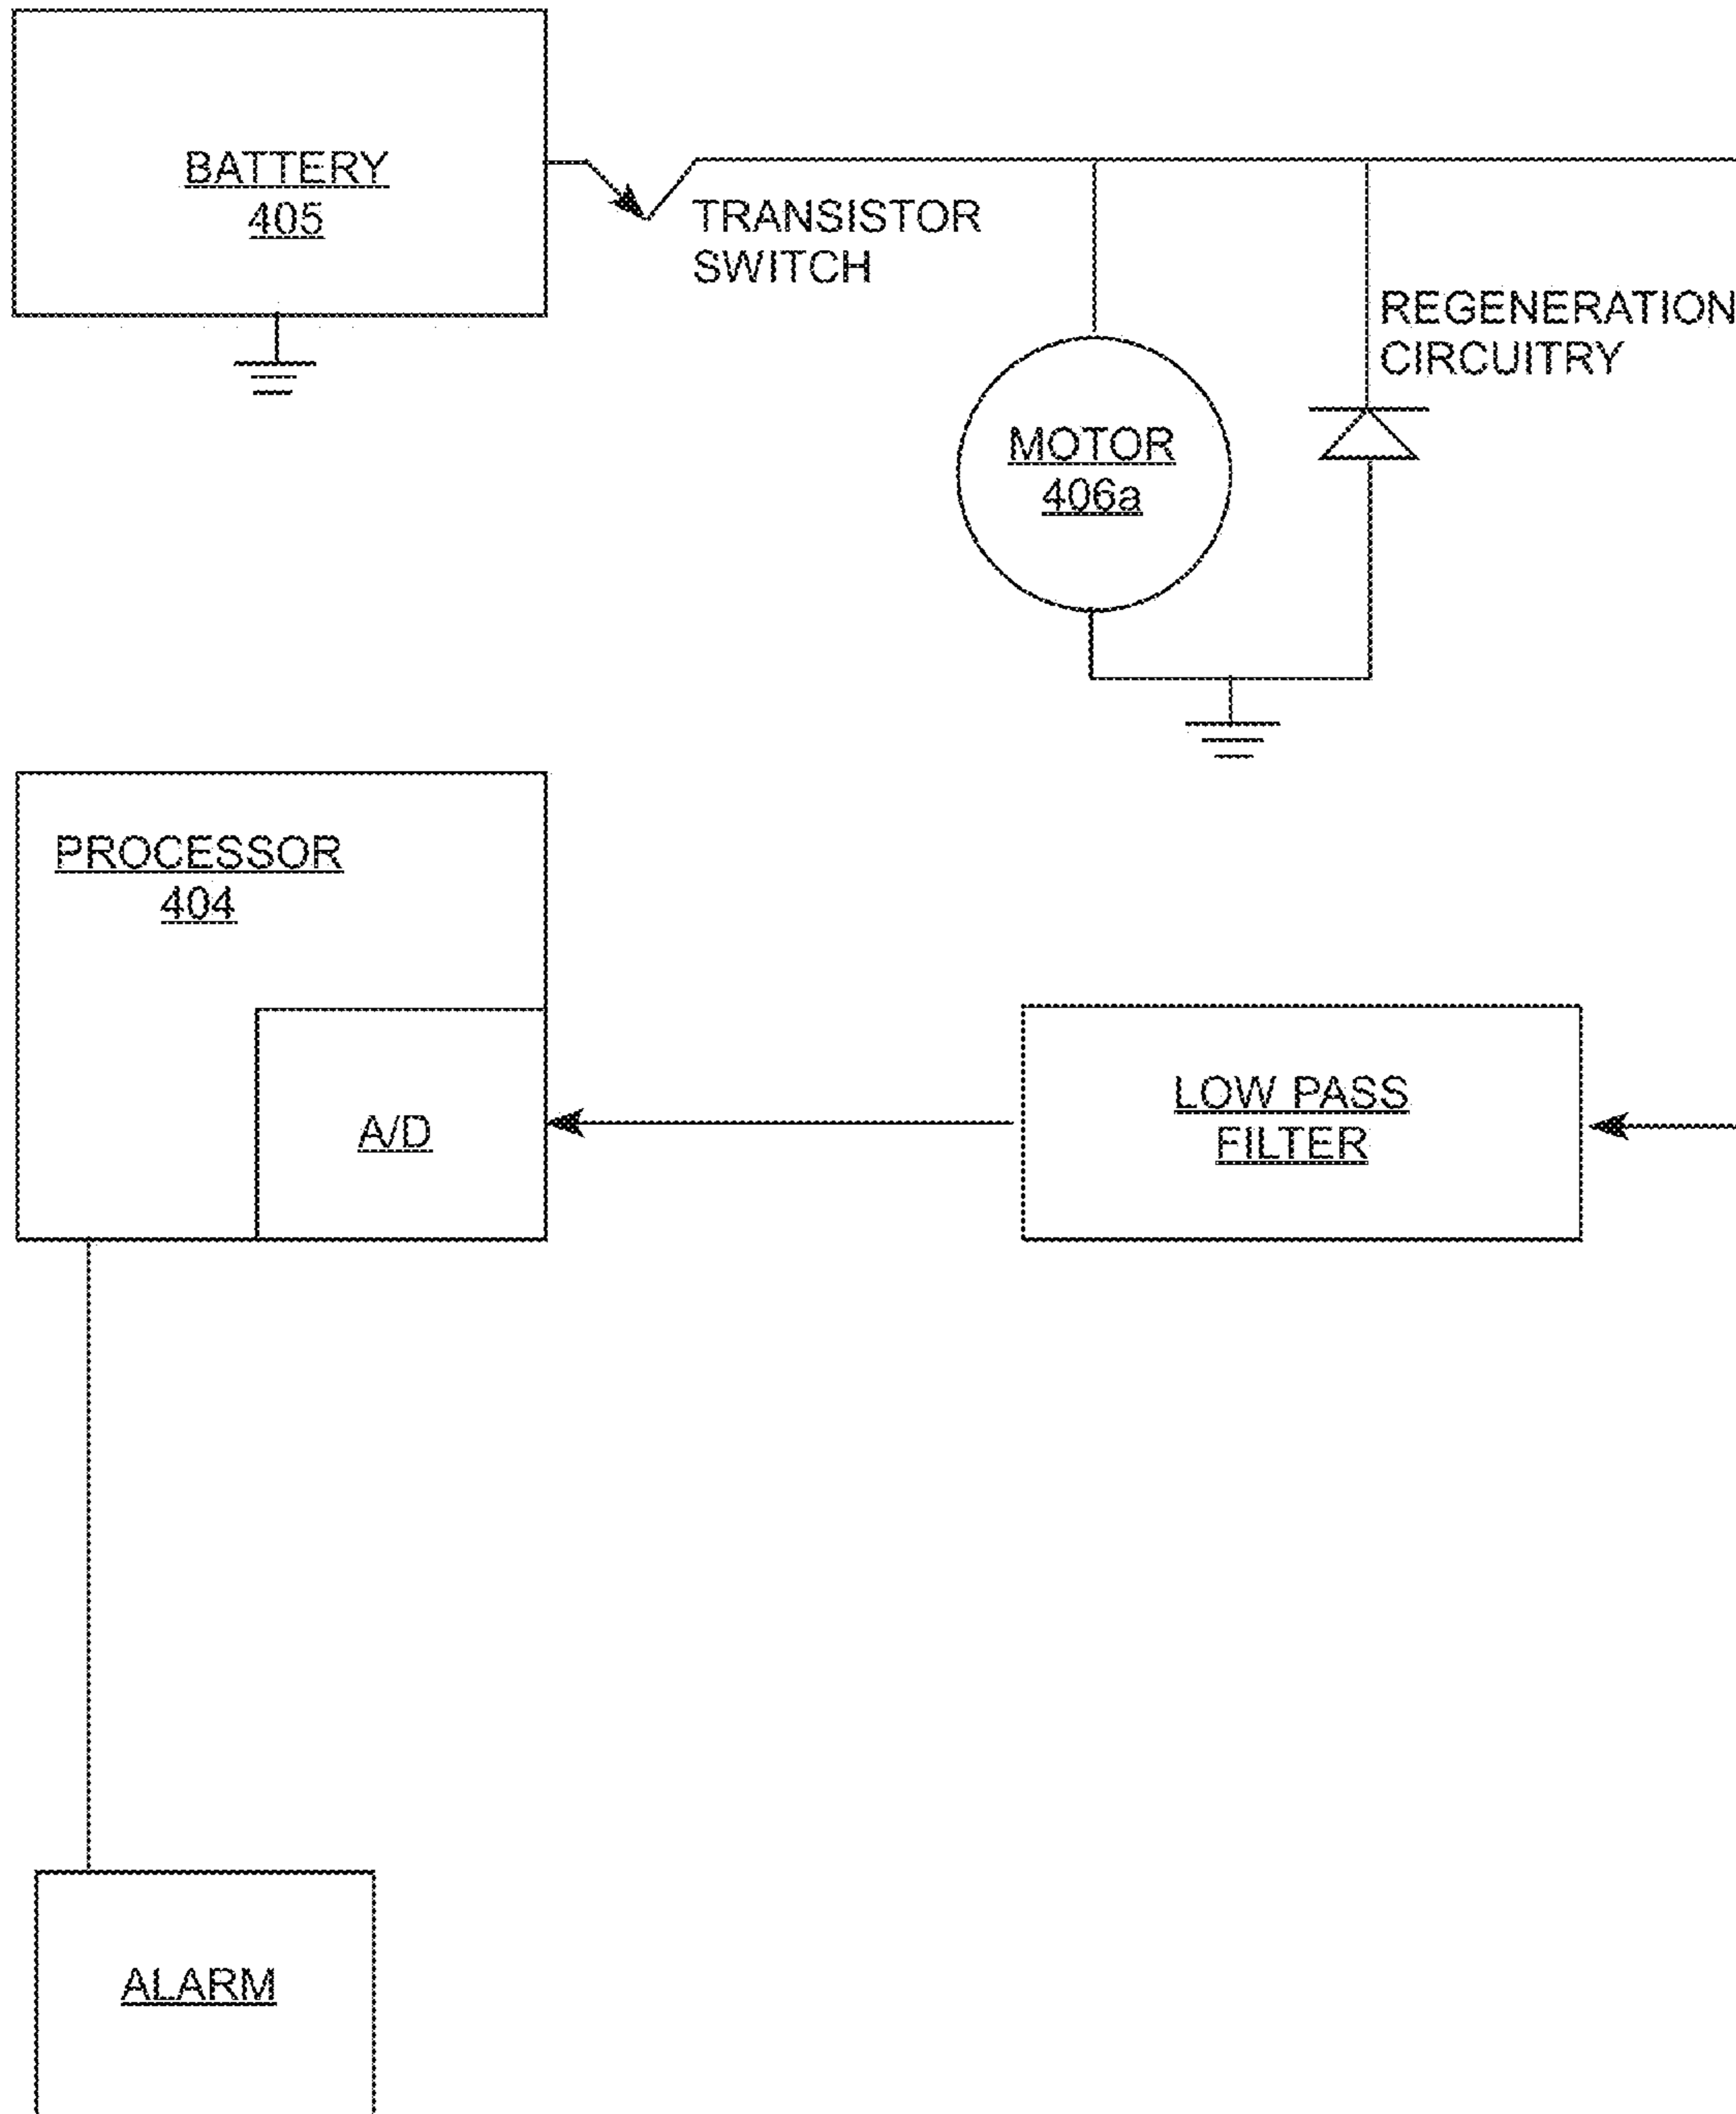 BATTERY
405
TRANSISTOR
SWITCH
REGENERATION
CIRCUITRY
MOTOR
406a
PROCESSOR
404
A/D
LOW PASS
FILTER
ALARM